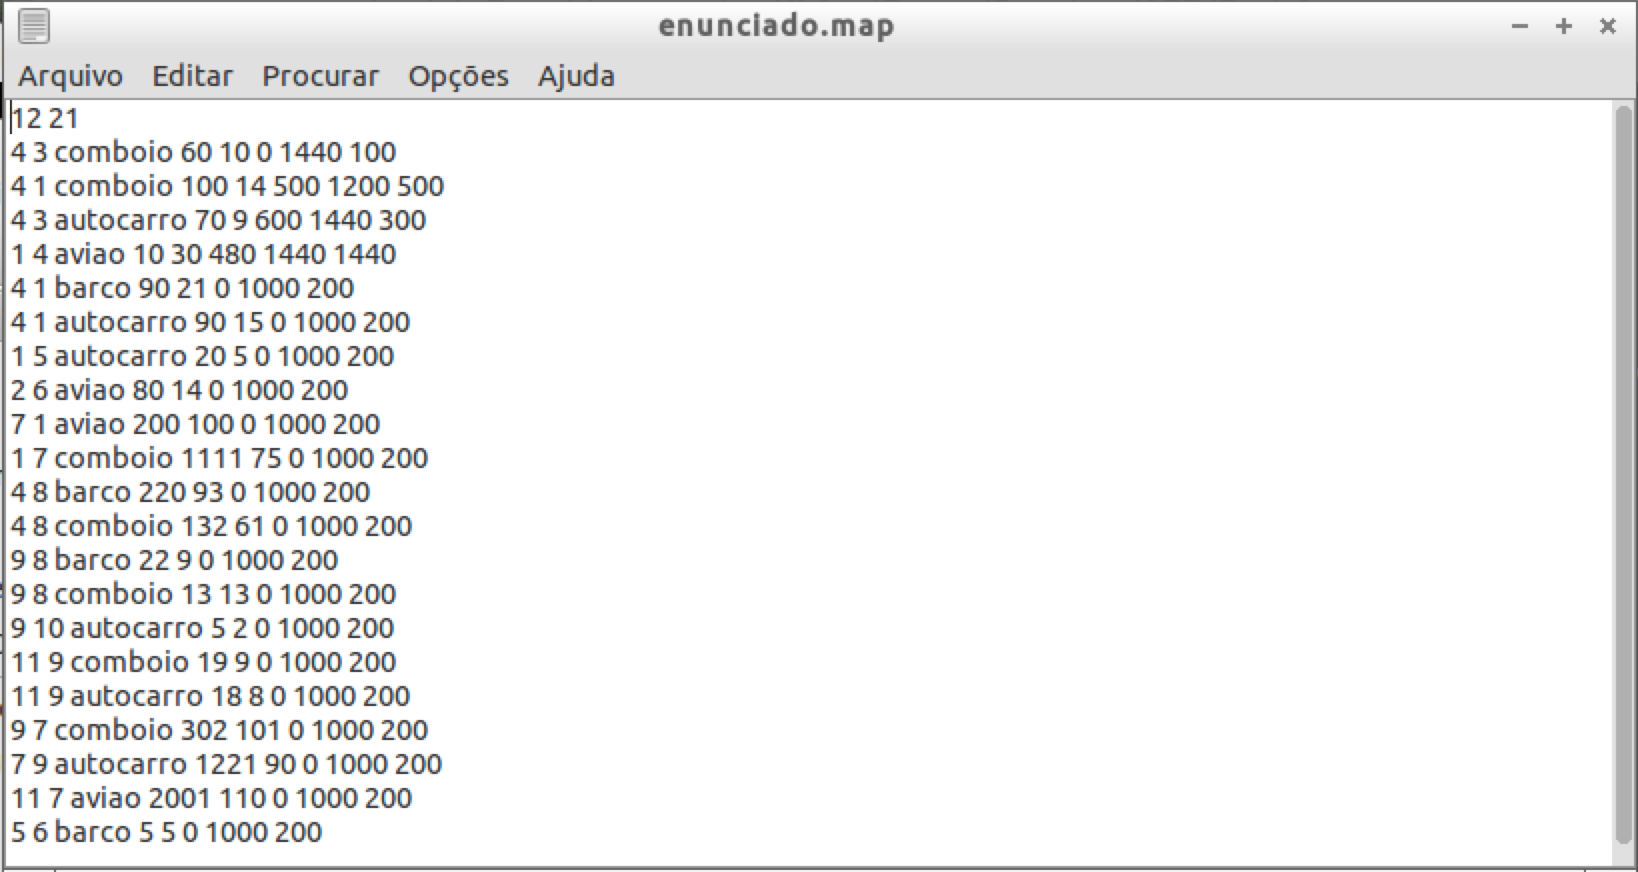 enunciado.map
Arquivo Editar Procurar Opções Ajuda
12 21
4 3 comboio 60 10 0 1440 100
4 1 comboio 100 14 500 1200 500
4 3 autocarro 70 9 600 1440 300
1 4 aviao 10 30 480 1440 1440
4 1 barco 90 21 0 1000 200
4 1 autocarro 90 15 0 1000 200
1 5 autocarro 20 5 0 1000 200
2 6 aviao 80 14 0 1000 200
7 1 aviao 200 100 0 1000 200
1 7 comboio 1111 75 0 1000 200
4 8 barco 220 93 0 1000 200
4 8 comboio 132 61 0 1000 200
9 8 barco 22 9 0 1000 200
9 8 comboio 13 13 0 1000 200
9 10 autocarro 5 2 0 1000 200
11 9 comboio 19 9 0 1000 200
11 9 autocarro 18 8 0 1000 200
9 7 comboio 302 101 0 1000 200
7 9 autocarro 1221 90 0 1000 200
11 7 aviao 2001 110 0 1000 200
5 6 barco 5 5 0 1000 200